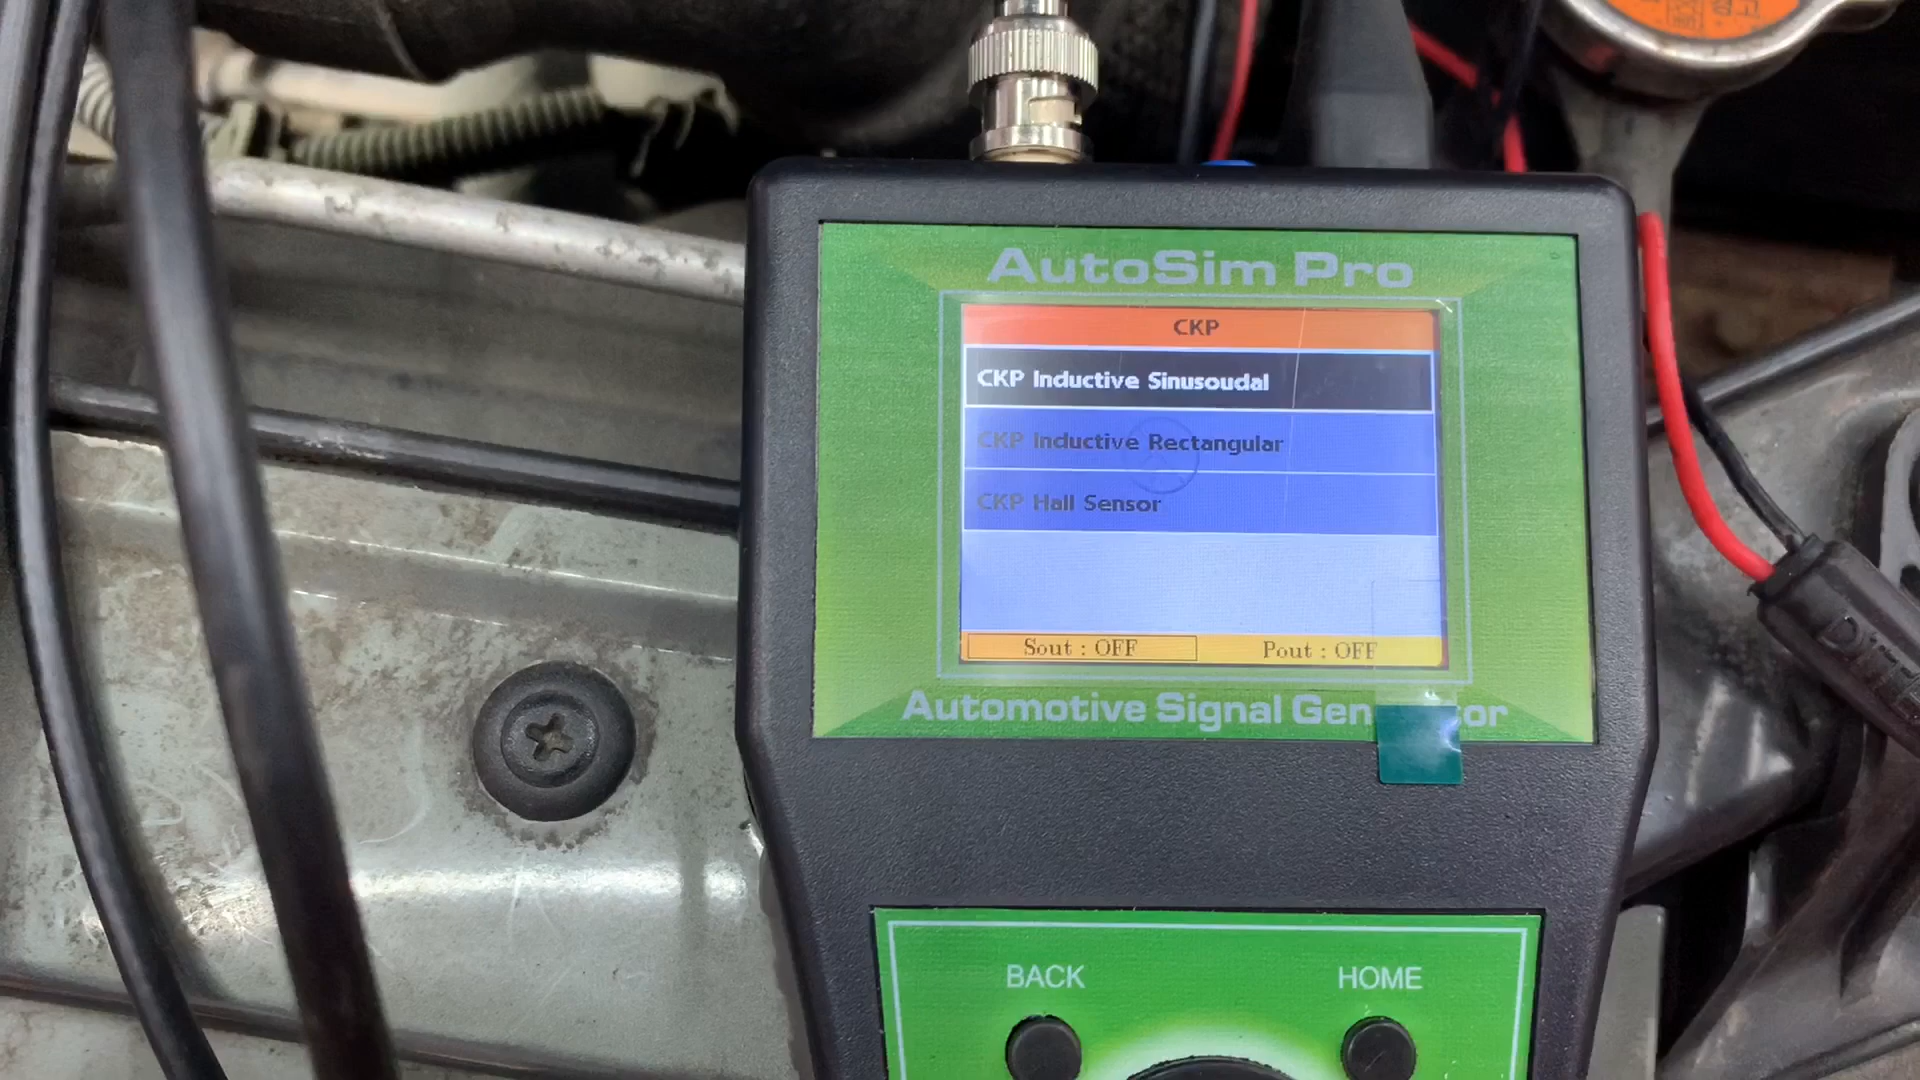 AutoSim Pro
CKP
CKP Inductive Sinusoudal
CKP Inductive Rectangular
CKP Hall Sensor
Sout : OFF
Pout : OFF
Automotive Signal Gen tor
BACK
HOME